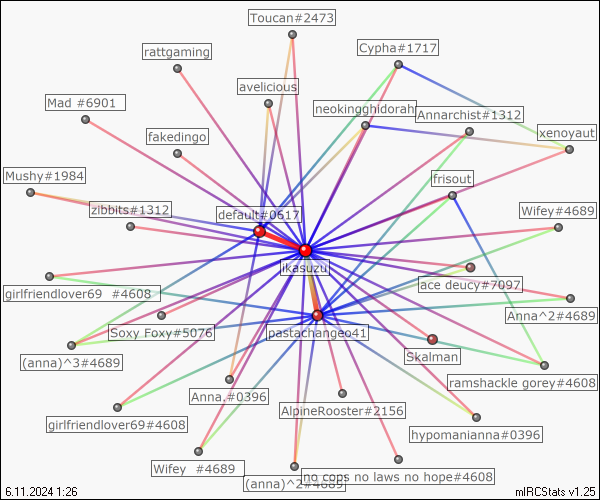 Toucan#2473
rattgaming
Cypha#1717
avelicious
Mad #6901
neokingghidorah
Annarchist#1312
fakedingo
xenoyaut
Mushy#1984
frisout
zibbits#1312
default#0617
Wifey#4689
ikasuzui
girlfriendlover69 #4608
ace deucy#7097
Anna^2#4689
Soxy Foxy#5076
pastachangeo41
(anna)^3#4689
Skalman
ramshackle gorey#4608
Anna.#0396
AlpineRooster#2156
girlfriendlover69#4608
hypomanianna#0396
Wifey #4689
no cops no laws no hope#4608
(anna)^2#4689
6.11.2024 1:26
mIRCStats v1.25